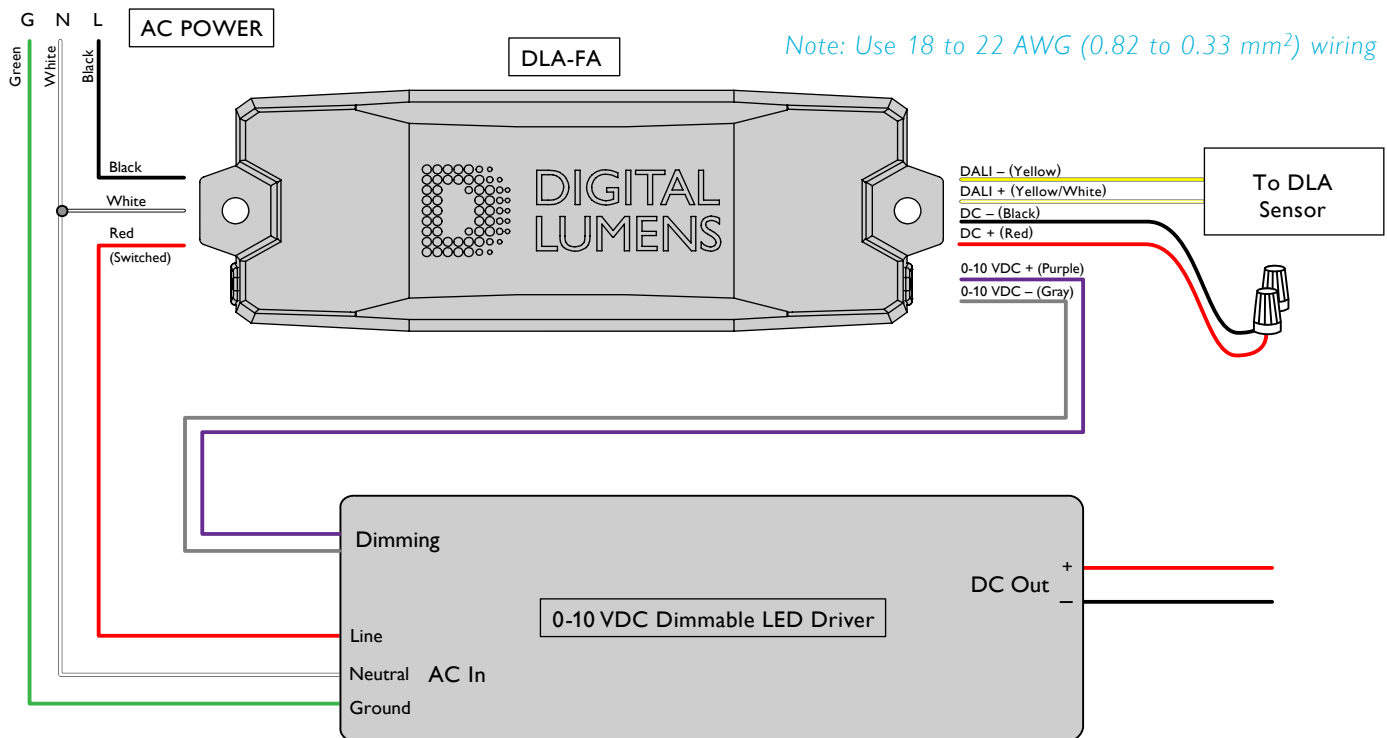 G N L
AC POWER
Green
White
Black
DLA-FA
Note: Use 18 to 22 AWG (0.82 to 0.33 mm²) wiring
Black
White
Red
(Switched)
DIGITAL
LUMENS
DALI – (Yellow)
DALI + (Yellow/White)
DC – (Black)
DC + (Red)
0-10 VDC + (Purple)
0-10 VDC – (Gray)
To DLA
Sensor
Dimming
Line
Neutral
Ground
AC In
0-10 VDC Dimmable LED Driver
DC Out
+
–